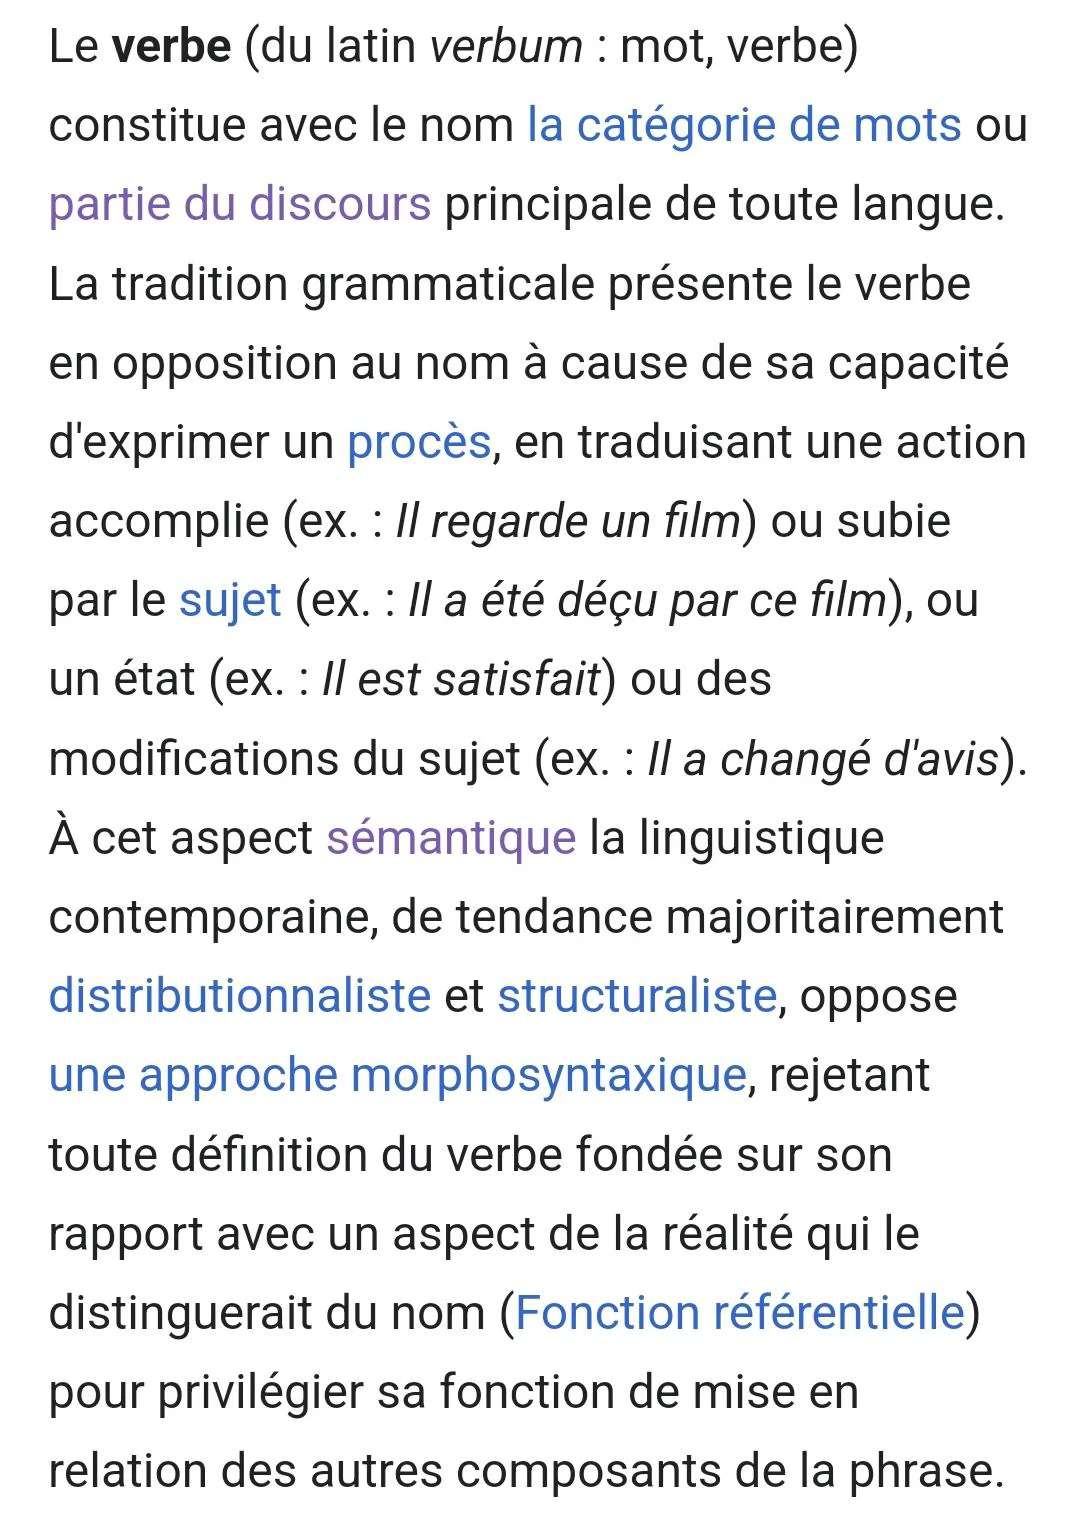 Le verbe (du latin verbum : mot, verbe)
constitue avec le nom la catégorie de mots ou
partie du discours principale de toute langue.
La tradition grammaticale présente le verbe
en opposition au nom à cause de sa capacité
d'exprimer un procès, en traduisant une action
accomplie (ex. : Il regarde un film) ou subie
par le sujet (ex. : Il a été déçu par ce film), ou
un état (ex. : Il est satisfait) ou des
modifications du sujet (ex. : Il a changé d'avis).
À cet aspect sémantique la linguistique
contemporaine, de tendance majoritairement
distributionnaliste et structuraliste, oppose
une approche morphosyntaxique, rejetant
toute définition du verbe fondée sur son
rapport avec un aspect de la réalité qui le
distinguerait du nom (Fonction référentielle)
pour privilégier sa fonction de mise en
relation des autres composants de la phrase.